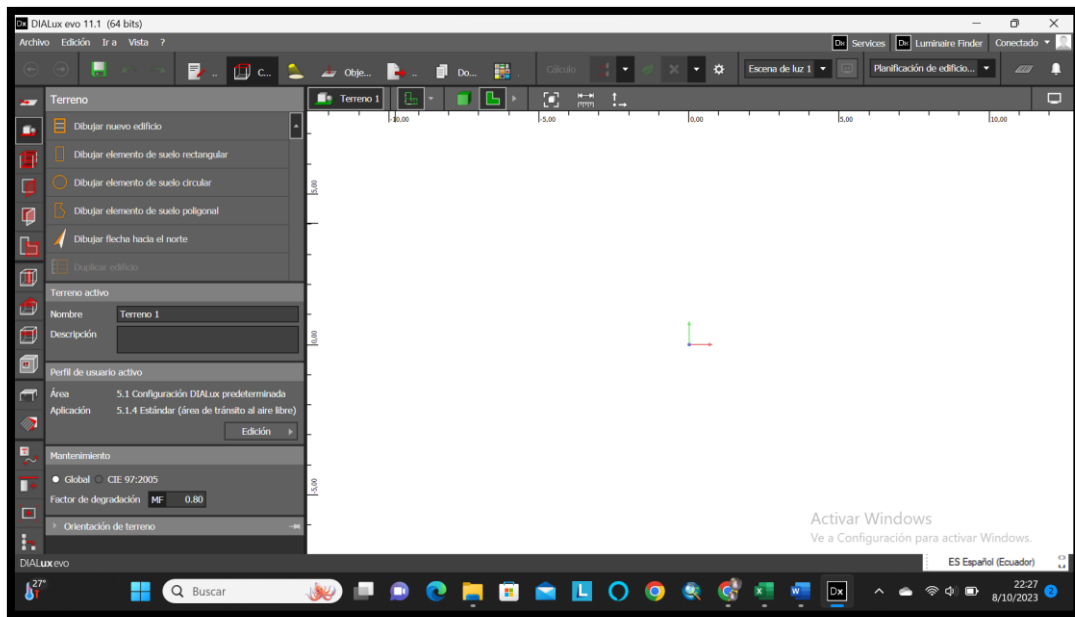 DIALux evo 11.1 (64 bits)
Archivo Edición Ir a Vista ?
Services Luminaire Finder Conectado
C... Obje... Do... Cálculo Escena de luz 1 Planificación de edificio...
Terreno
Terreno 1
Dibujar nuevo edificio
Dibujar elemento de suelo rectangular
Dibujar elemento de suelo circular
Dibujar elemento de suelo poligonal
Dibujar flecha hacia el norte
Duplicar edificio
-10,00 -5,00 0,00 5,00 10,00
5,00
0,00
-5,00
Terreno activo
Nombre Terreno 1
Descripción
Perfil de usuario activo
Área 5.1 Configuración DIALux predeterminada
Aplicación 5.1.4 Estándar (área de tránsito al aire libre)
Edición
Mantenimiento
Global CIE 97:2005
Factor de degradación MF 0.80
Orientación de terreno
Activar Windows
Ve a Configuración para activar Windows.
DIALux evo
ES Español (Ecuador)
27°
Buscar
22:27
8/10/2023
2